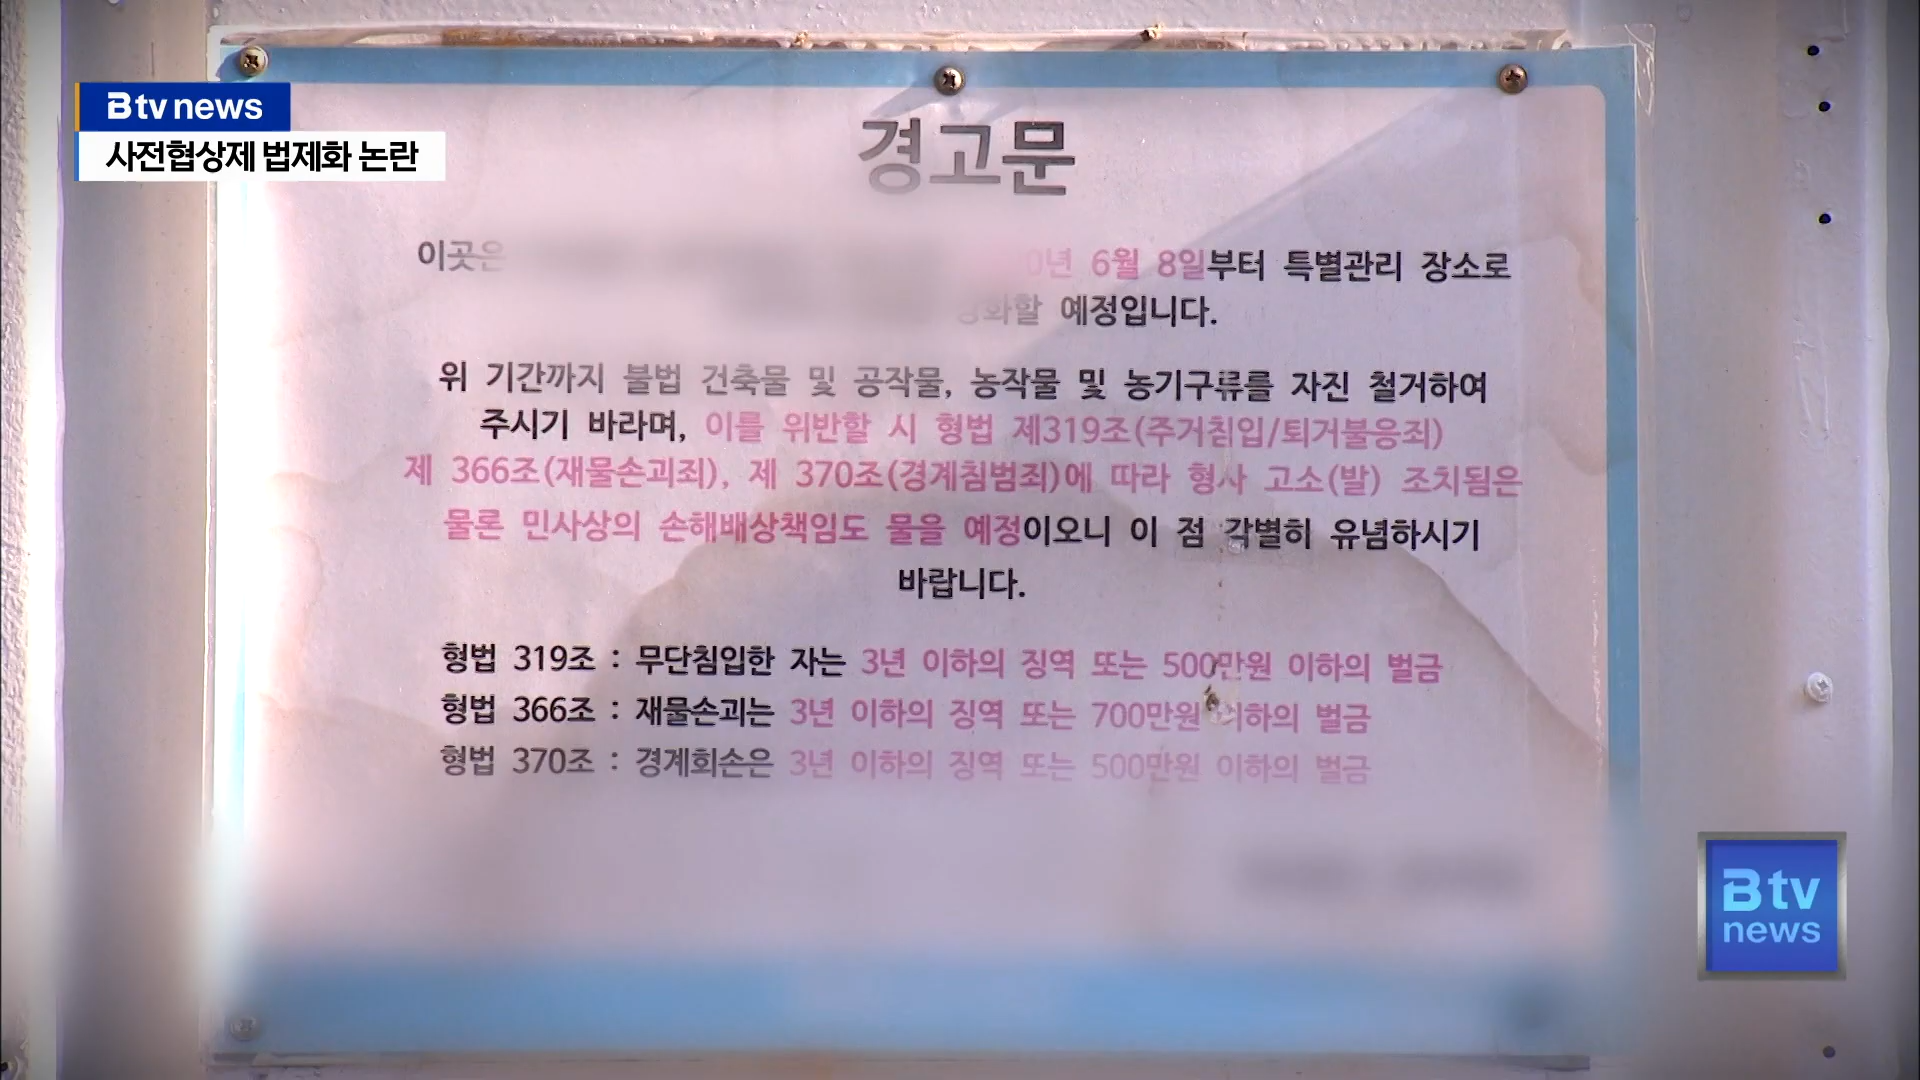 B tv news
사전협상제 법제화 논란
경고문
이곳은 6월 8일부터 특별관리 장소로
예정입니다.
위 기간까지 불법 건축물 및 공작물, 농작물 및 농기구류를 자진 철거하여
주시기 바라며, 이를 위반할 시 형법 제319조(주거침입/퇴거불응죄)
제 366조(재물손괴죄), 제 370조(경계침범죄)에 따라 형사 고소(발) 조치됨은
물론 민사상의 손해배상책임도 물을 예정이오니 이 점 각별히 유념하시기
바랍니다.
형법 319조 : 무단침입한 자는 3년 이하의 징역 또는 500만원 이하의 벌금
형법 366조 : 재물손괴는 3년 이하의 징역 또는 700만원 이하의 벌금
형법 370조 : 경계회손은 3년 이하의 징역 또는 500만원 이하의 벌금
B tv
news